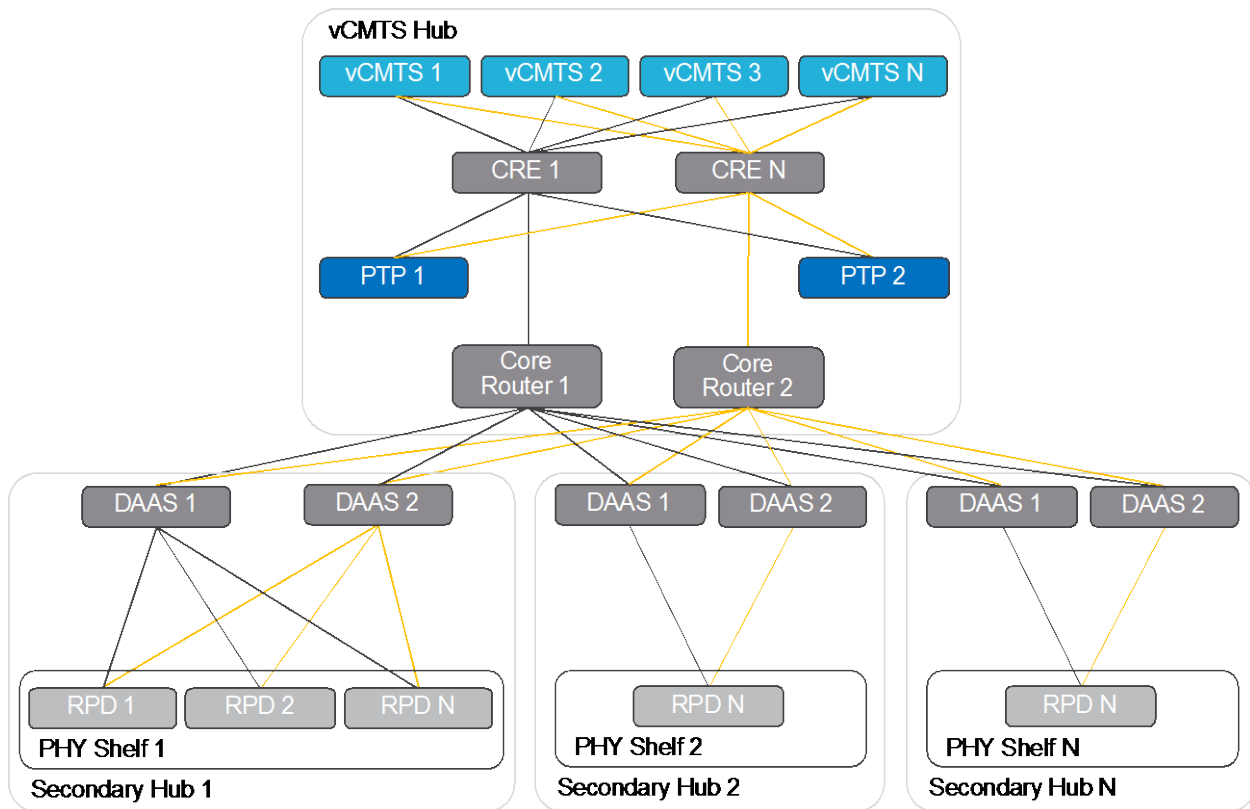 vCMTS Hub
vCMTS 1
vCMTS 2
vCMTS 3
vCMTS N
CRE 1
CRE N
PTP 1
PTP 2
Core
Router 1
Core
Router 2
DAAS 1
DAAS 2
DAAS 1
DAAS 2
DAAS 1
DAAS 2
RPD 1
RPD 2
RPD N
RPD N
RPD N
PHY Shelf 1
PHY Shelf 2
PHY Shelf N
Secondary Hub 1
Secondary Hub 2
Secondary Hub N